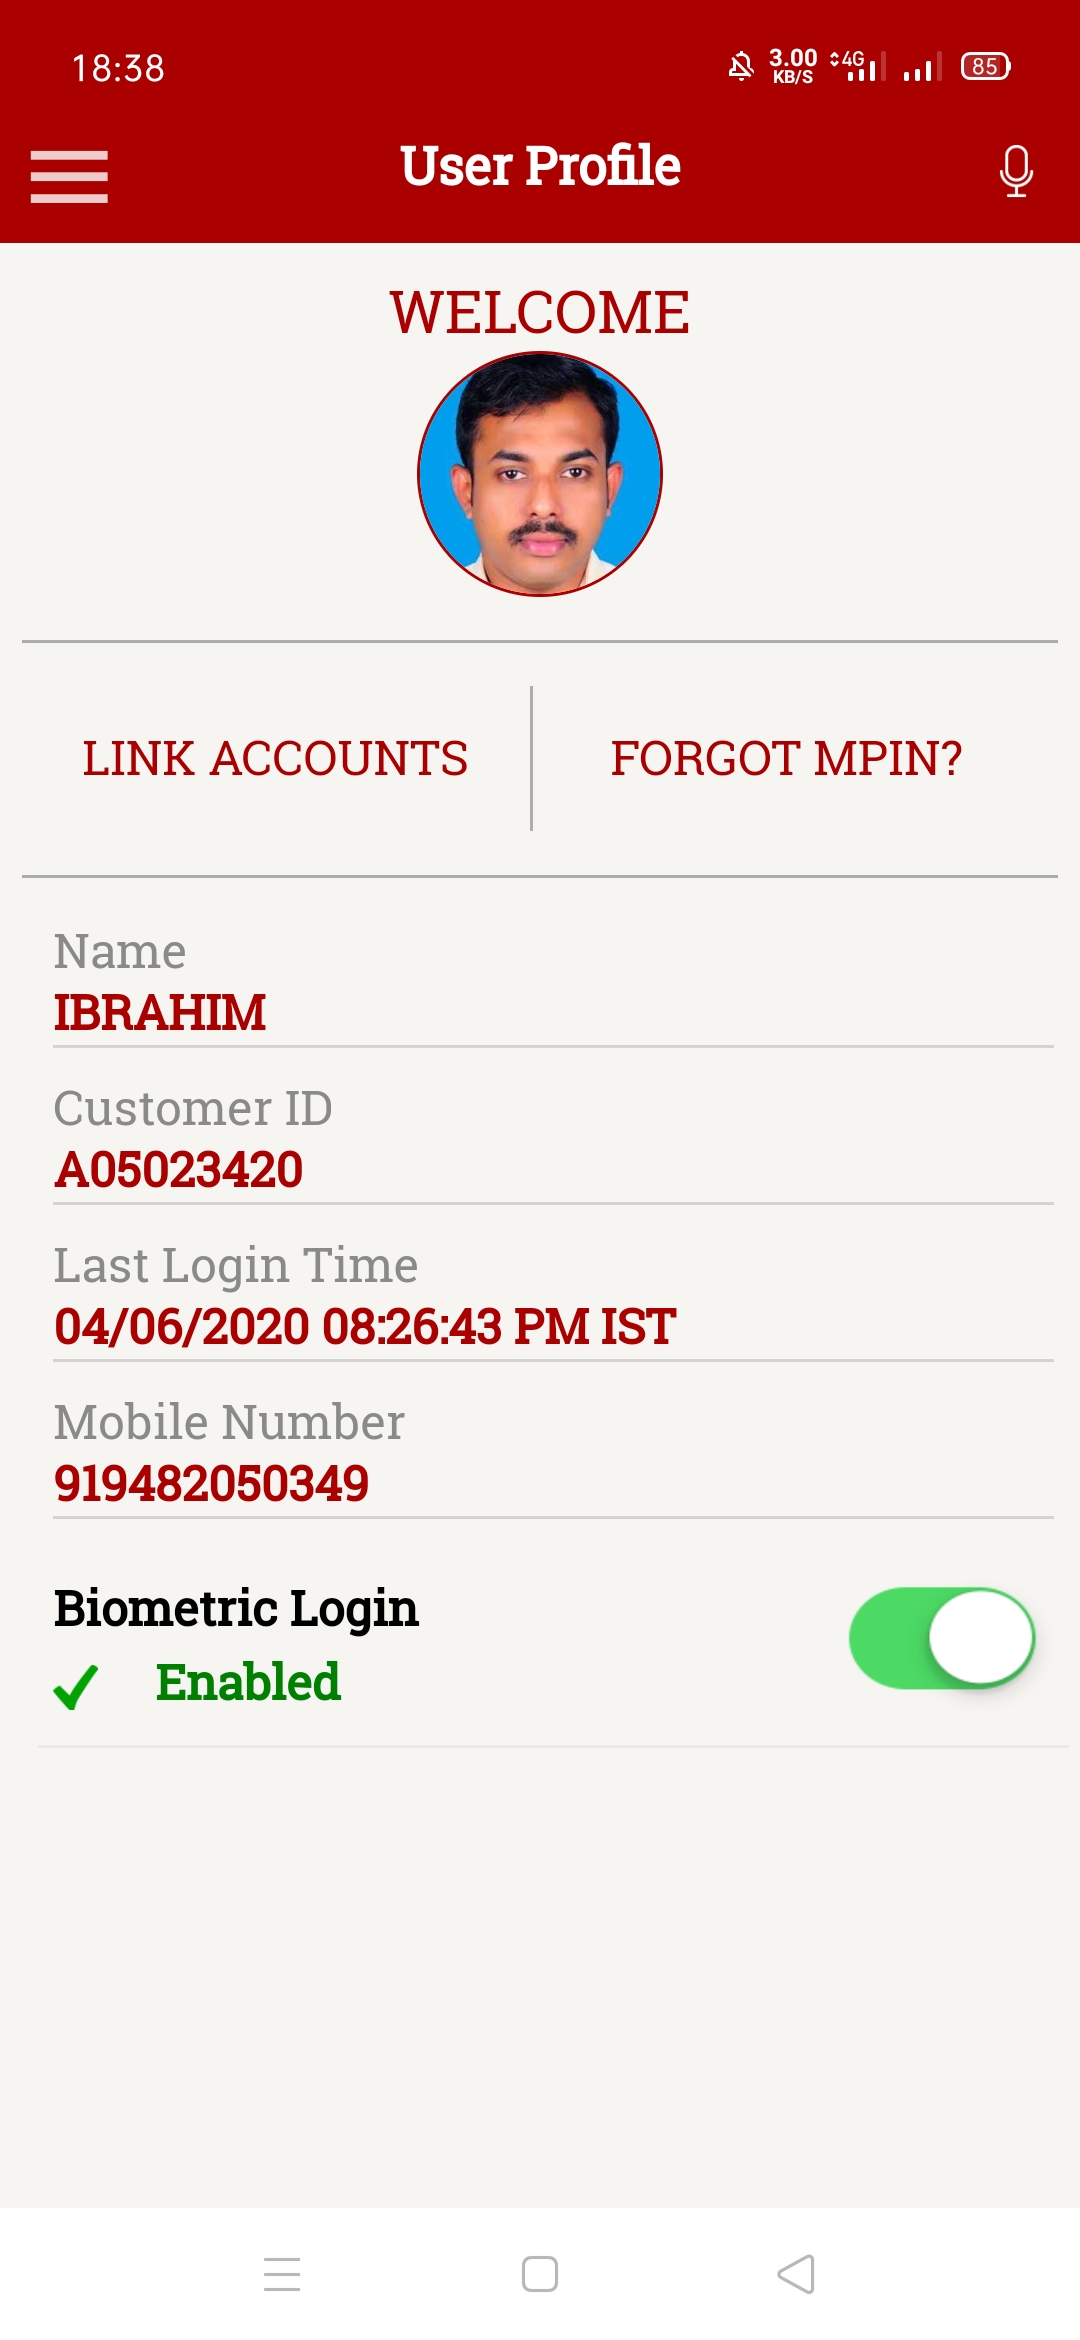 18:38
3.00
KB/S
4G
85
User Profile
WELCOME
LINK ACCOUNTS
FORGOT MPIN?
Name
IBRAHIM
Customer ID
A05023420
Last Login Time
04/06/2020 08:26:43 PM IST
Mobile Number
919482050349
Biometric Login
Enabled